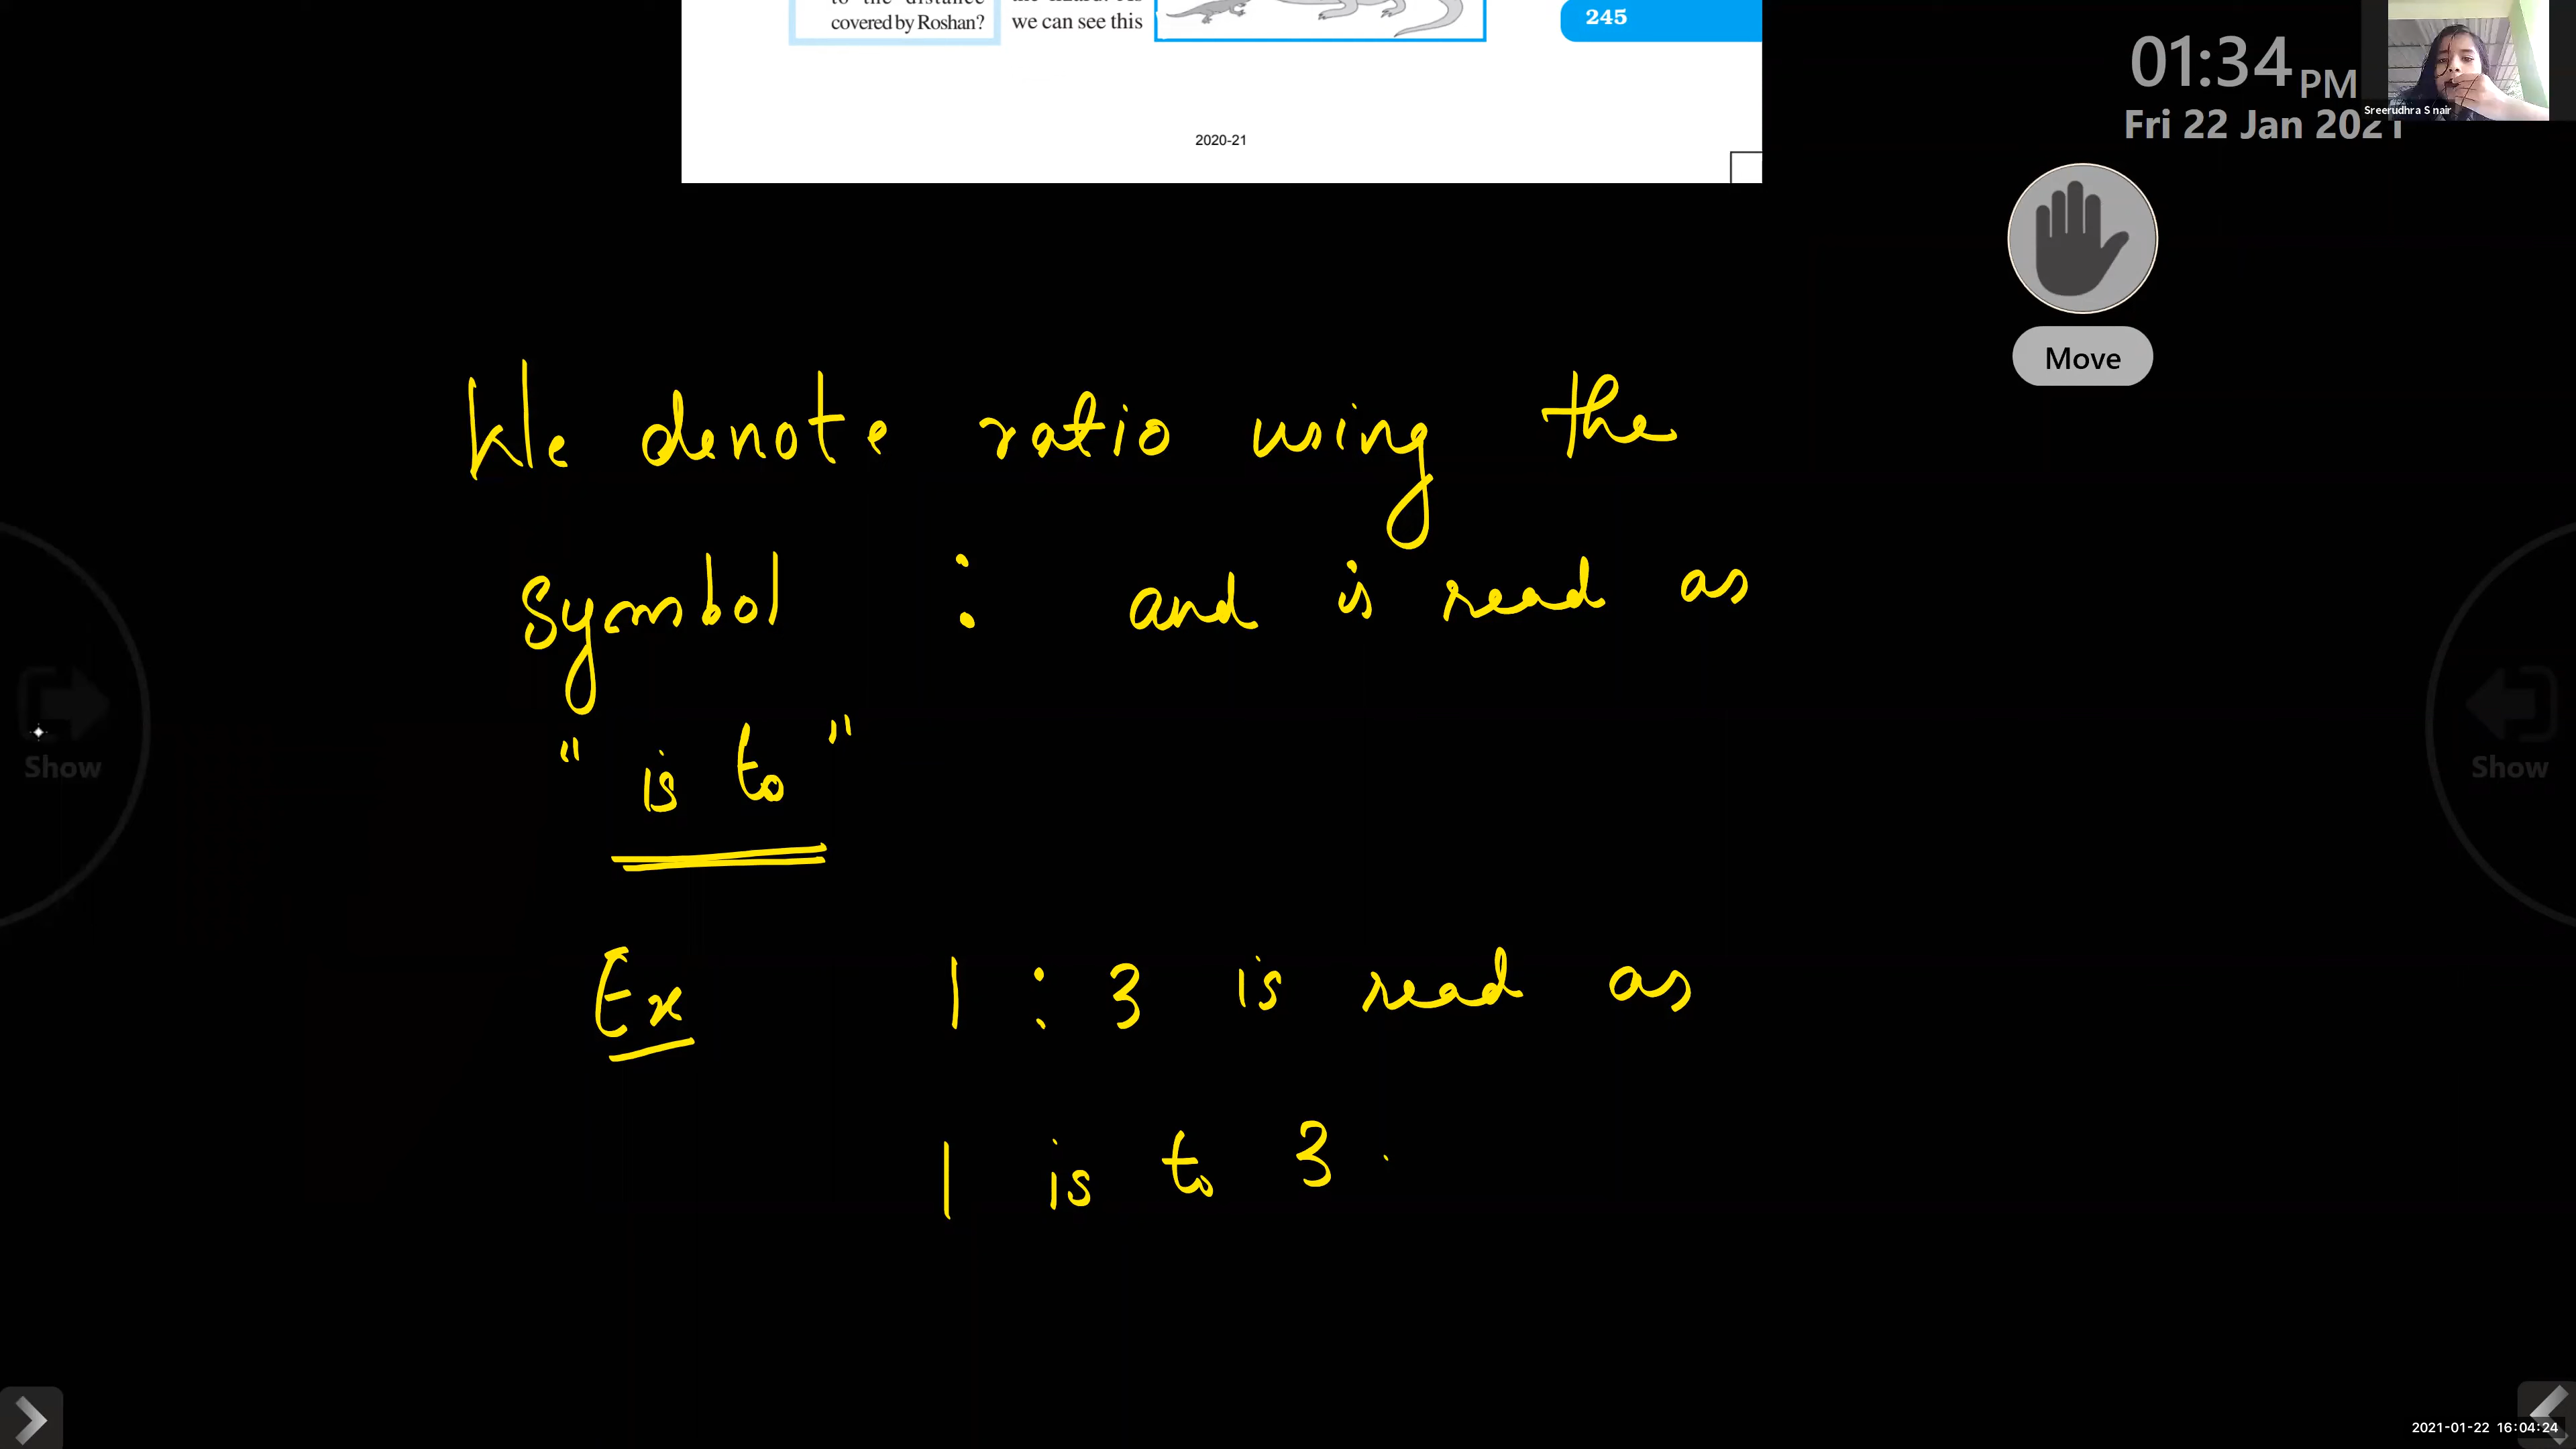 covered by Roshan?
we can see this
245
2020-21
01:34 PM
Fri 22 Jan 2021
Sreerudhra S nair
Move
We denote ratio using the
symbol : and is read as
" is to "
Show
Show
Ex 1 : 3 is read as
1 is to 3 .
2021-01-22 16:04:24